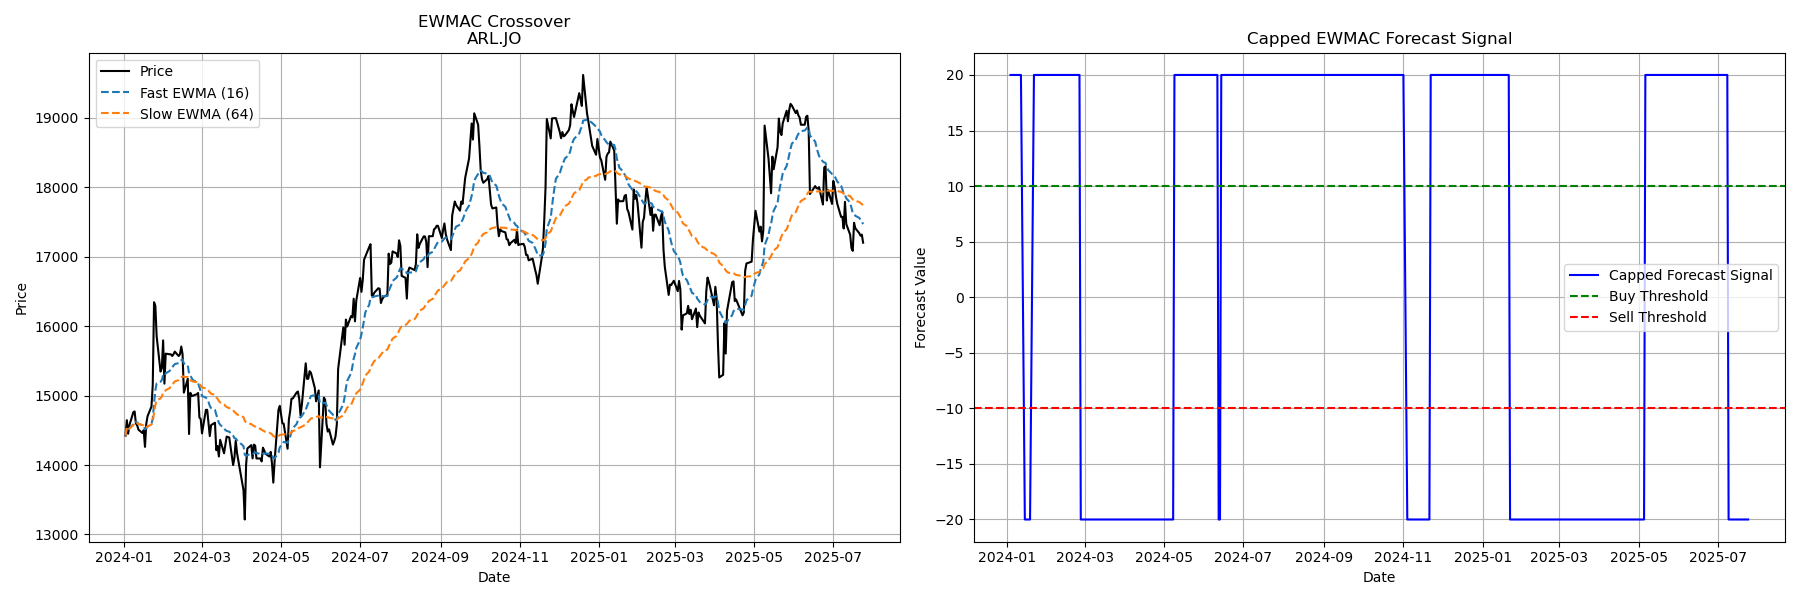 EWMAC Crossover
ARL.JO
Price
Fast EWMA (16)
Slow EWMA (64)
19000
18000
17000
16000
15000
14000
13000
Price
2024-01 2024-03 2024-05 2024-07 2024-09 2024-11 2025-01 2025-03 2025-05 2025-07
Date
Capped EWMAC Forecast Signal
20
15
10
5
0
−5
−10
−15
−20
Forecast Value
Capped Forecast Signal
Buy Threshold
Sell Threshold
2024-01 2024-03 2024-05 2024-07 2024-09 2024-11 2025-01 2025-03 2025-05 2025-07
Date